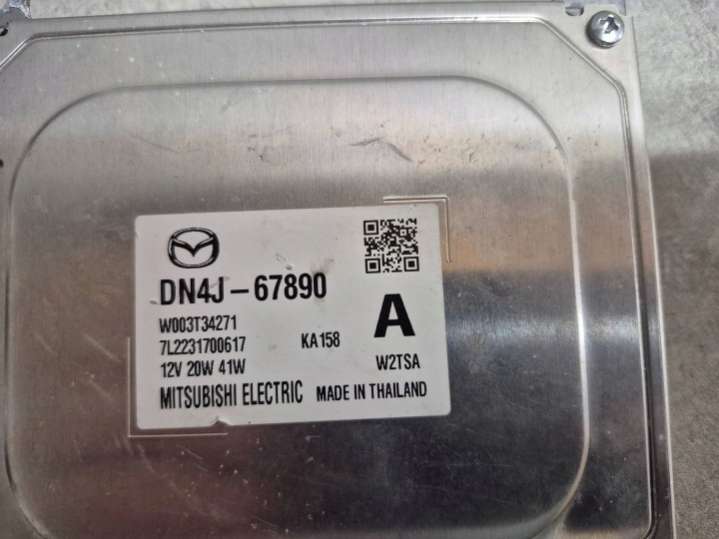 DN4J-67890
W003T34271
7L2231700617 KA158
A
12V 20W 41W W2TSA
MITSUBISHI ELECTRIC MADE IN THAILAND